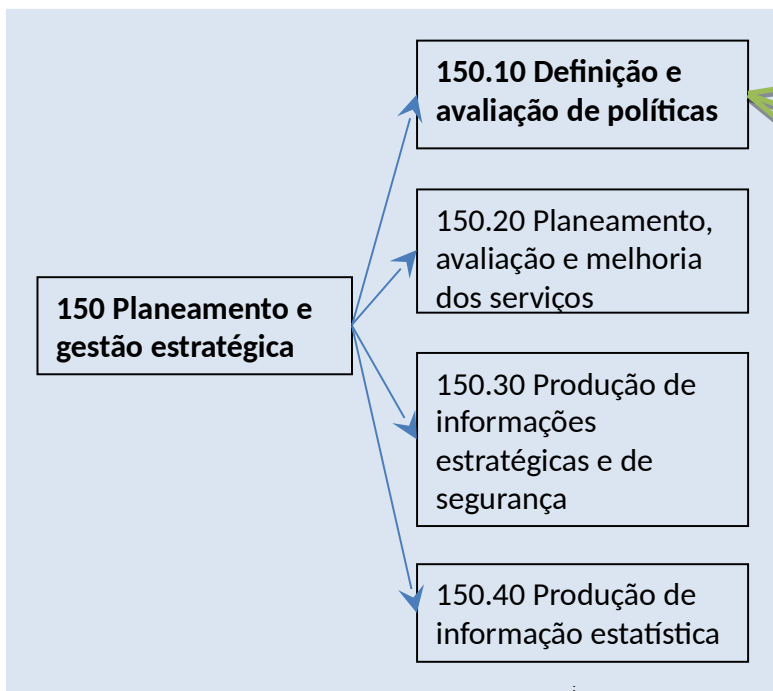 150.10 Definição e
avaliação de políticas
150.20 Planeamento,
avaliação e melhoria
dos serviços
150 Planeamento e
gestão estratégica
150.30 Produção de
informações
estratégicas e de
segurança
150.40 Produção de
informação estatística